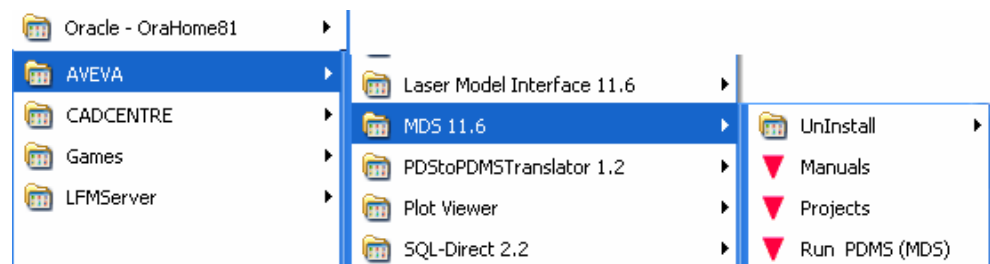 Oracle - OraHome81
AVEVA
CADCENTRE
Games
LFMServer
Laser Model Interface 11.6
MDS 11.6
PDStoPDMSTranslator 1.2
Plot Viewer
SQL-Direct 2.2
UnInstall
Manuals
Projects
Run PDMS (MDS)